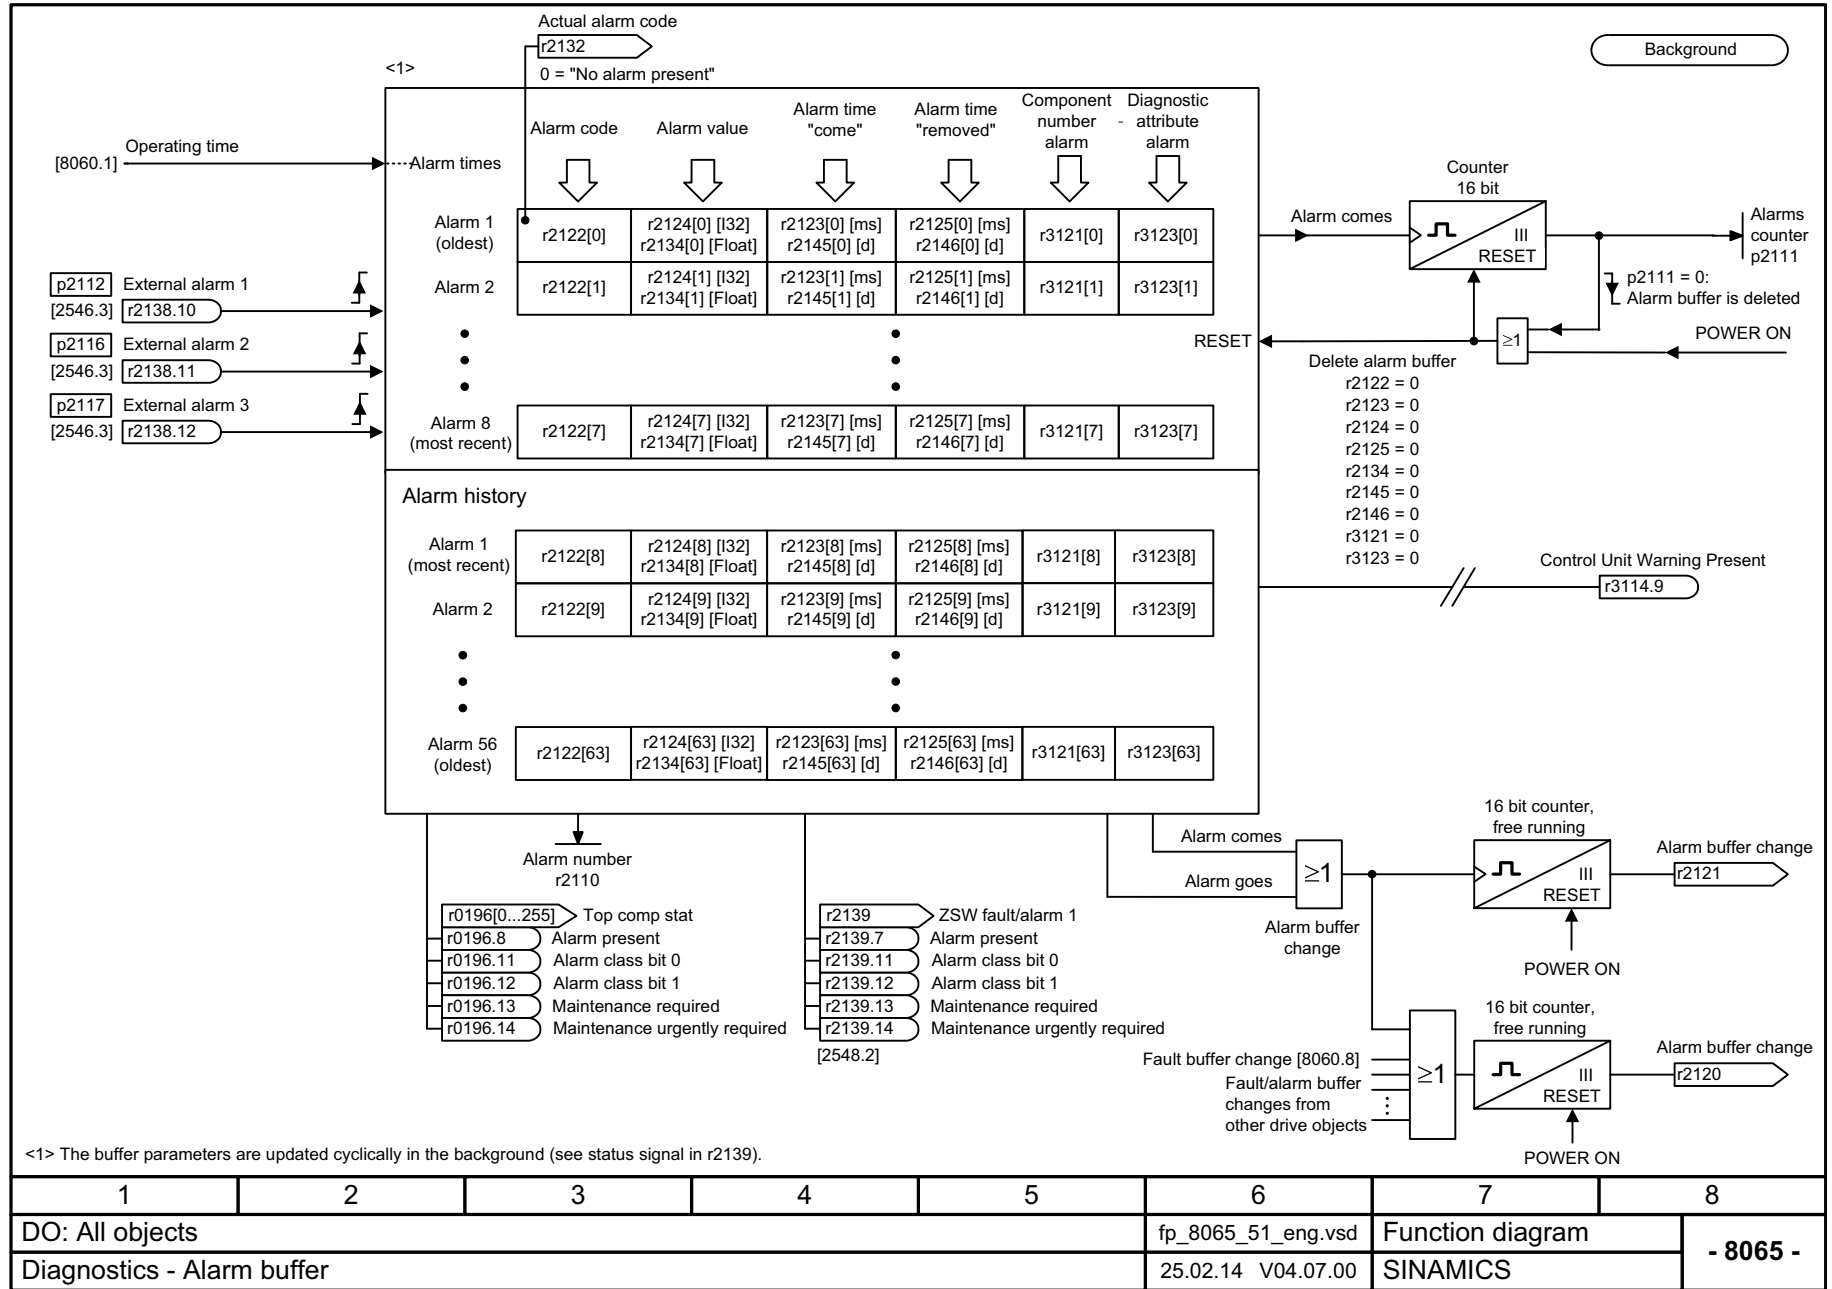 Actual alarm code
r2132
0 = "No alarm present"
Background
<1>
Operating time
[8060.1]
Alarm times
Alarm code
Alarm value
Alarm time
"come"
Alarm time
"removed"
Component
number
alarm
-
Diagnostic
attribute
alarm
Alarm 1
(oldest)
r2122[0]
r2124[0] [I32]
r2134[0] [Float]
r2123[0] [ms]
r2145[0] [d]
r2125[0] [ms]
r2146[0] [d]
r3121[0]
r3123[0]
Alarm 2
r2122[1]
r2124[1] [I32]
r2134[1] [Float]
r2123[1] [ms]
r2145[1] [d]
r2125[1] [ms]
r2146[1] [d]
r3121[1]
r3123[1]
Alarm 8
(most recent)
r2122[7]
r2124[7] [I32]
r2134[7] [Float]
r2123[7] [ms]
r2145[7] [d]
r2125[7] [ms]
r2146[7] [d]
r3121[7]
r3123[7]
p2112 External alarm 1
[2546.3] r2138.10
p2116 External alarm 2
[2546.3] r2138.11
p2117 External alarm 3
[2546.3] r2138.12
RESET
Alarm comes
Counter
16 bit
III
RESET
Alarms
counter
p2111
p2111 = 0:
Alarm buffer is deleted
≥1
POWER ON
Delete alarm buffer
r2122 = 0
r2123 = 0
r2124 = 0
r2125 = 0
r2134 = 0
r2145 = 0
r2146 = 0
r3121 = 0
r3123 = 0
Control Unit Warning Present
r3114.9
Alarm history
Alarm 1
(most recent)
r2122[8]
r2124[8] [I32]
r2134[8] [Float]
r2123[8] [ms]
r2145[8] [d]
r2125[8] [ms]
r2146[8] [d]
r3121[8]
r3123[8]
Alarm 2
r2122[9]
r2124[9] [I32]
r2134[9] [Float]
r2123[9] [ms]
r2145[9] [d]
r2125[9] [ms]
r2146[9] [d]
r3121[9]
r3123[9]
Alarm 56
(oldest)
r2122[63]
r2124[63] [I32]
r2134[63] [Float]
r2123[63] [ms]
r2145[63] [d]
r2125[63] [ms]
r2146[63] [d]
r3121[63]
r3123[63]
Alarm number
r2110
r0196[0...255] Top comp stat
r0196.8 Alarm present
r0196.11 Alarm class bit 0
r0196.12 Alarm class bit 1
r0196.13 Maintenance required
r0196.14 Maintenance urgently required
r2139 ZSW fault/alarm 1
r2139.7 Alarm present
r2139.11 Alarm class bit 0
r2139.12 Alarm class bit 1
r2139.13 Maintenance required
r2139.14 Maintenance urgently required
[2548.2]
Alarm comes
Alarm goes
≥1
Alarm buffer
change
16 bit counter,
free running
III
RESET
POWER ON
Alarm buffer change
r2121
Fault buffer change [8060.8]
Fault/alarm buffer
changes from
other drive objects
≥1
16 bit counter,
free running
III
RESET
POWER ON
Alarm buffer change
r2120
<1> The buffer parameters are updated cyclically in the background (see status signal in r2139).
1 2 3 4 5 6 7 8
DO: All objects
fp_8065_51_eng.vsd
Function diagram
- 8065 -
Diagnostics - Alarm buffer
25.02.14 V04.07.00
SINAMICS